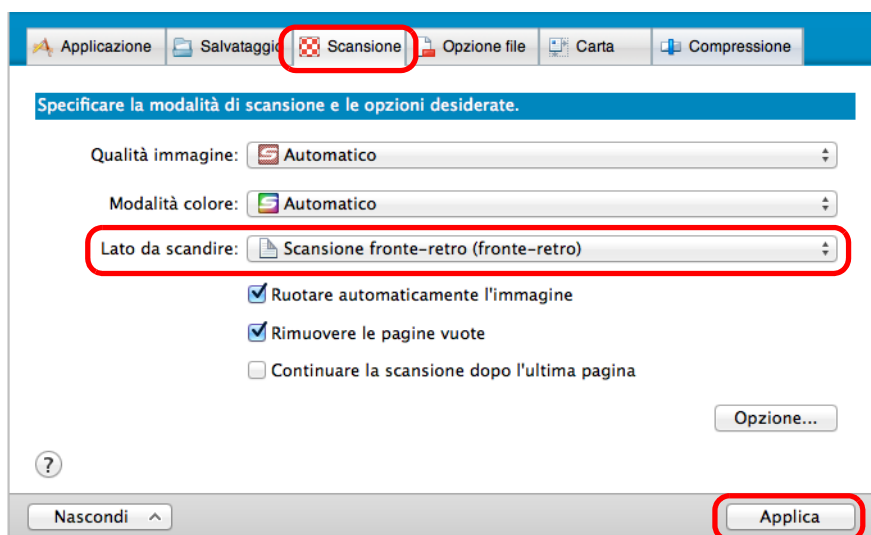 Applicazione Salvataggio Scansione Opzione file Carta Compressione
Specificare la modalità di scansione e le opzioni desiderate.
Qualità immagine: Automatico
Modalità colore: Automatico
Lato da scandire: Scansione fronte-retro (fronte-retro)
Ruotare automaticamente l'immagine
Rimuovere le pagine vuote
Continuare la scansione dopo l'ultima pagina
Opzione...
?
Nascondi Applica